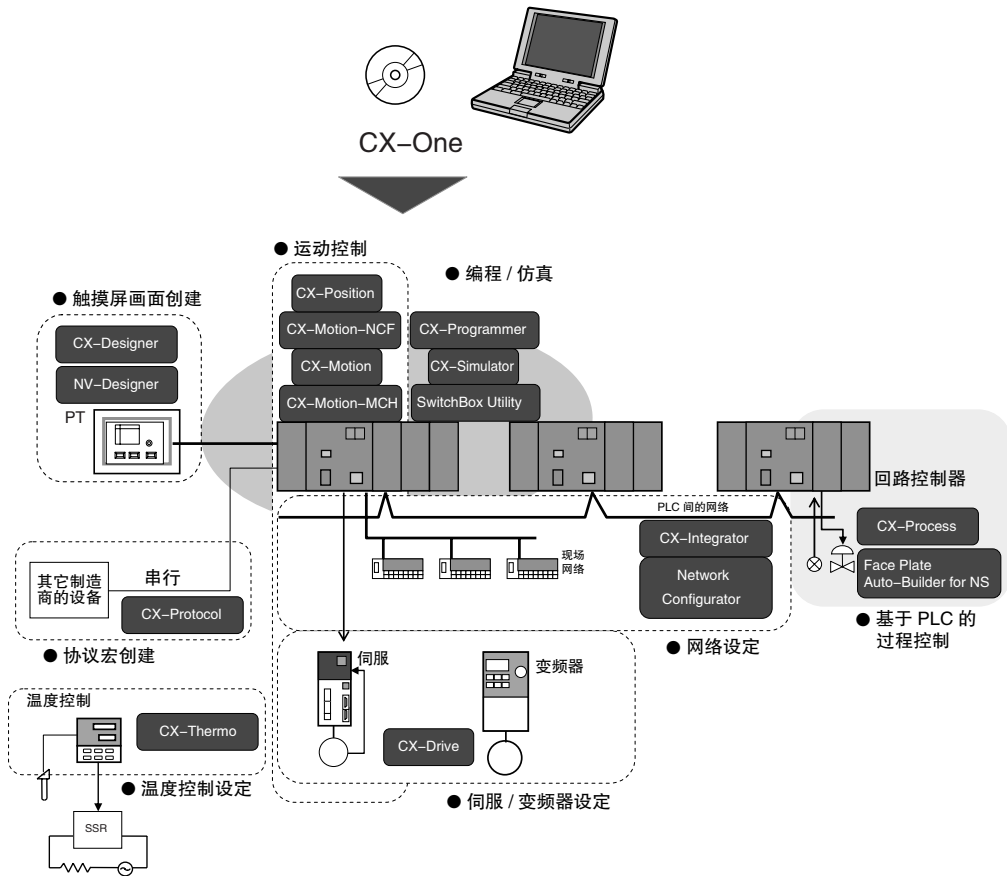 CX–One
● 运动控制
● 编程 / 仿真
● 触摸屏画面创建
CX–Position
CX–Motion–NCF
CX–Programmer
CX–Designer
CX–Motion
CX–Simulator
NV–Designer
CX–Motion–MCH
SwitchBox Utility
PT
回路控制器
PLC 间的网络
CX–Process
CX–Integrator
现场
网络
Face Plate
Auto–Builder for NS
Network
Configurator
其它制造
商的设备
串行
CX–Protocol
● 基于 PLC 的
过程控制
● 协议宏创建
● 网络设定
伺服
变频器
温度控制
CX–Thermo
CX–Drive
● 温度控制设定
● 伺服 / 变频器设定
SSR